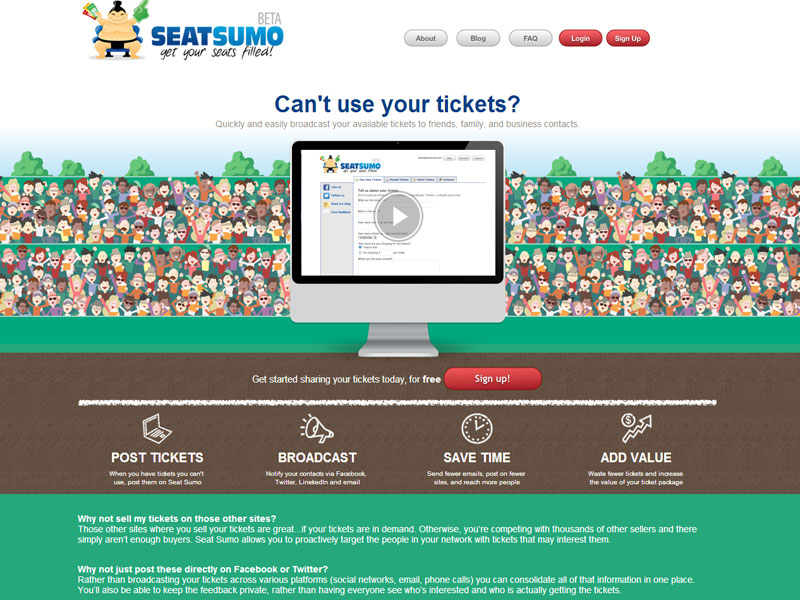 BETA
SEATSUMO
get your seats filled!
About Blog FAQ Login Sign Up
Can't use your tickets?
Quickly and easily broadcast your available tickets to friends, family, and business contacts.
SEATSUMO
Tell us about your tickets
Get started sharing your tickets today, for free Sign up!
POST TICKETS
When you have tickets you can't
use, post them on Seat Sumo
BROADCAST
Notify your contacts via Facebook,
Twitter, LinekedIn and email
SAVE TIME
Send fewer emails, post on fewer
sites, and reach more people
ADD VALUE
Waste fewer tickets and increase
the value of your ticket package
Why not sell my tickets on those other sites?
Those other sites where you sell your tickets are great...if your tickets are in demand. Otherwise, you're competing with thousands of other sellers and there
simply aren't enough buyers. Seat Sumo allows you to proactively target the people in your network with tickets that may interest them.
Why not just post these directly on Facebook or Twitter?
Rather than broadcasting your tickets across various platforms (social networks, email, phone calls) you can consolidate all of that information in one place.
You'll also be able to keep the feedback private, rather than having everyone see who's interested and who is actually getting the tickets.